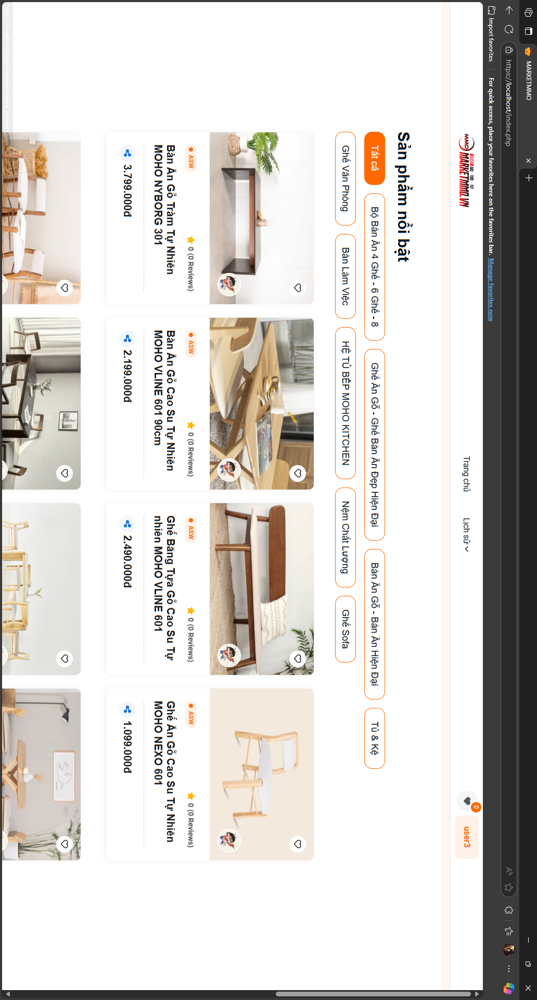 MARKETMMO
https://localhost/index.php
Import favorites
For quick access, place your favorites here on the favorites bar. Manage favorites now
MMO MARKETMMO.VN
Trang chủ
Lịch sử
0
user3
Sản phẩm nổi bật
Tất cả
Bộ Bàn Ăn 4 Ghế - 6 Ghế - 8
Ghế Ăn Gỗ - Ghế Bàn Ăn Đẹp Hiện Đại
Bàn Ăn Gỗ - Bàn Ăn Hiện Đại
Tủ & Kệ
Ghế Văn Phòng
Bàn Làm Việc
HỆ TỦ BẾP MOHO KITCHEN
Nệm Chất Lượng
Ghế Sofa
ASW
0 (0 Reviews)
Bàn Ăn Gỗ Tràm Tự Nhiên
MOHO NYBORG 301
3.799.000đ
ASW
0 (0 Reviews)
Bàn Ăn Gỗ Cao Su Tự Nhiên
MOHO VLINE 601 90cm
2.199.000đ
ASW
0 (0 Reviews)
Ghế Băng Tựa Gỗ Cao Su Tự
nhiên MOHO VLINE 601
2.490.000đ
ASW
0 (0 Reviews)
Ghế Ăn Gỗ Cao Su Tự Nhiên
MOHO NEXO 601
1.099.000đ